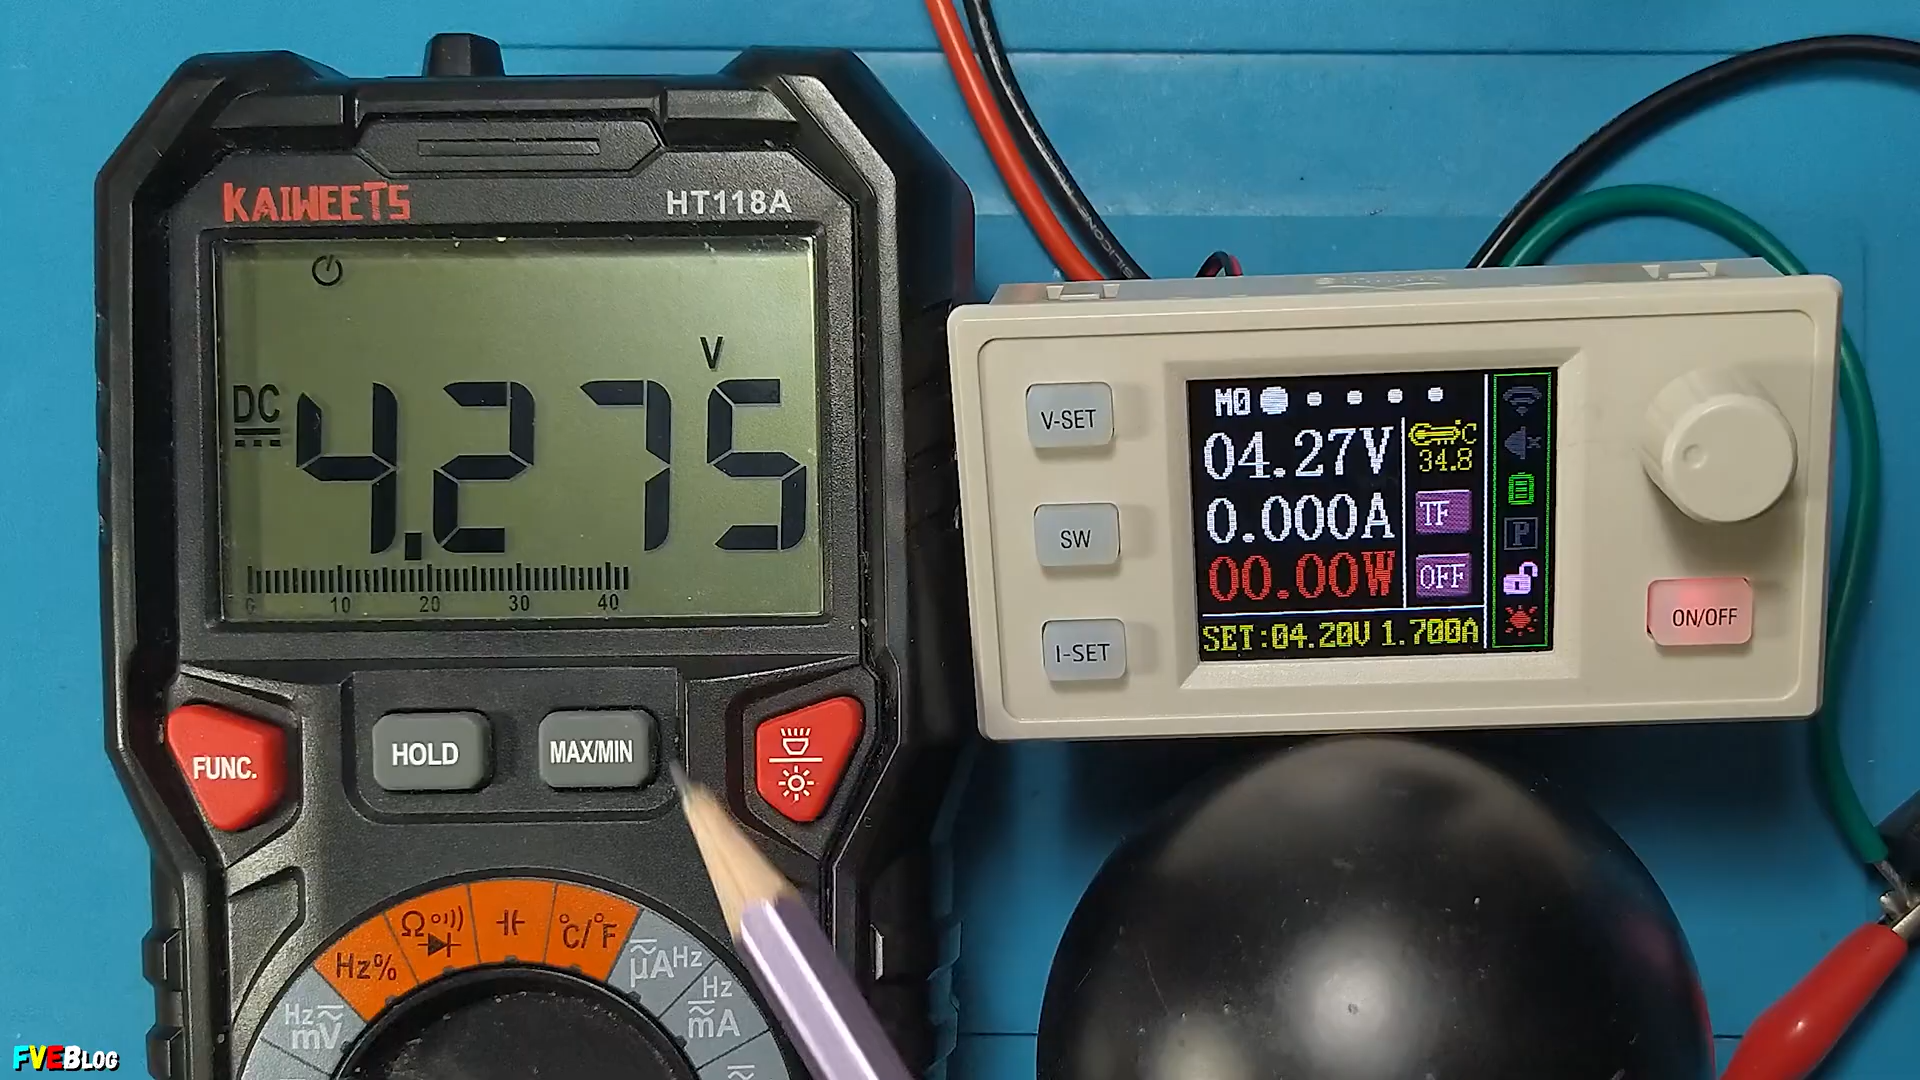 KAIWEETS
HT118A
V
DC
4.275
0 10 20 30 40
FUNC.
HOLD
MAX/MIN
Hz%
Ω
°C/°F
µA Hz
Hz mA
Hz mV
SILICON
V-SET
SW
I-SET
M0
04.27V
0.000A
00.00W
C
34.8
TF
OFF
P
SET:04.20V 1.700A
ON/OFF
FVEBLOG